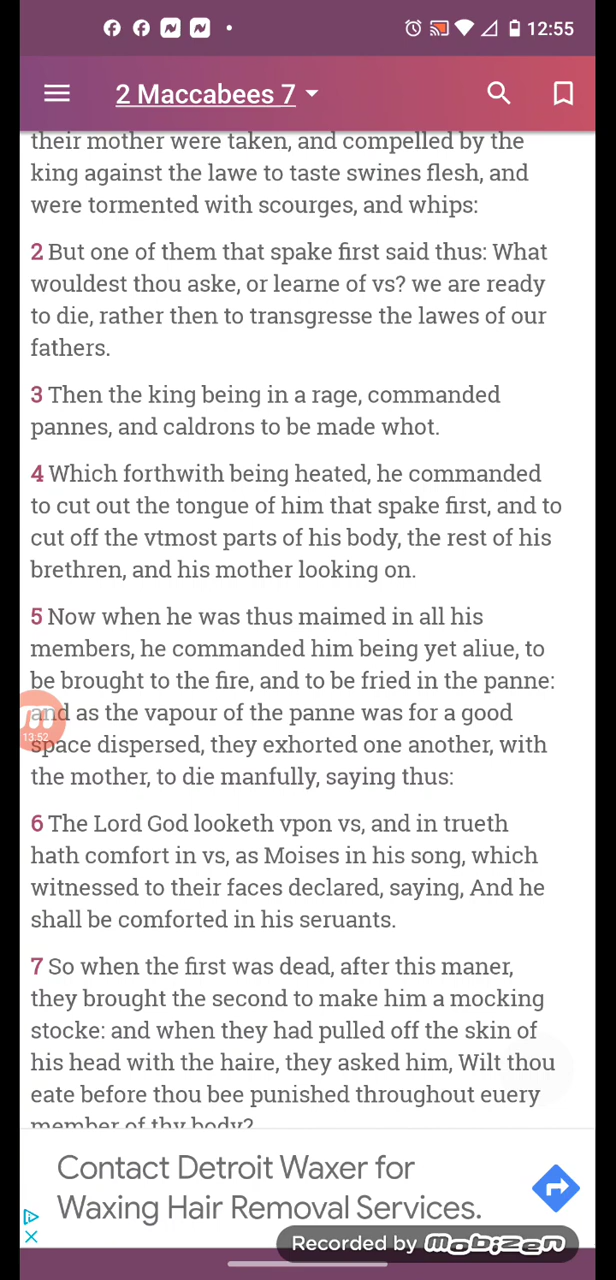 12:55
2 Maccabees 7
their mother were taken, and compelled by the
king against the lawe to taste swines flesh, and
were tormented with scourges, and whips:
2 But one of them that spake first said thus: What
wouldest thou aske, or learne of vs? we are ready
to die, rather then to transgresse the lawes of our
fathers.
3 Then the king being in a rage, commanded
pannes, and caldrons to be made whot.
4 Which forthwith being heated, he commanded
to cut out the tongue of him that spake first, and to
cut off the vtmost parts of his body, the rest of his
brethren, and his mother looking on.
5 Now when he was thus maimed in all his
members, he commanded him being yet aliue, to
be brought to the fire, and to be fried in the panne:
and as the vapour of the panne was for a good
13:52
space dispersed, they exhorted one another, with
the mother, to die manfully, saying thus:
6 The Lord God looketh vpon vs, and in trueth
hath comfort in vs, as Moises in his song, which
witnessed to their faces declared, saying, And he
shall be comforted in his seruants.
7 So when the first was dead, after this maner,
they brought the second to make him a mocking
stocke: and when they had pulled off the skin of
his head with the haire, they asked him, Wilt thou
eate before thou bee punished throughout euery
member of thy body?
Contact Detroit Waxer for
Waxing Hair Removal Services.
Recorded by mobizen